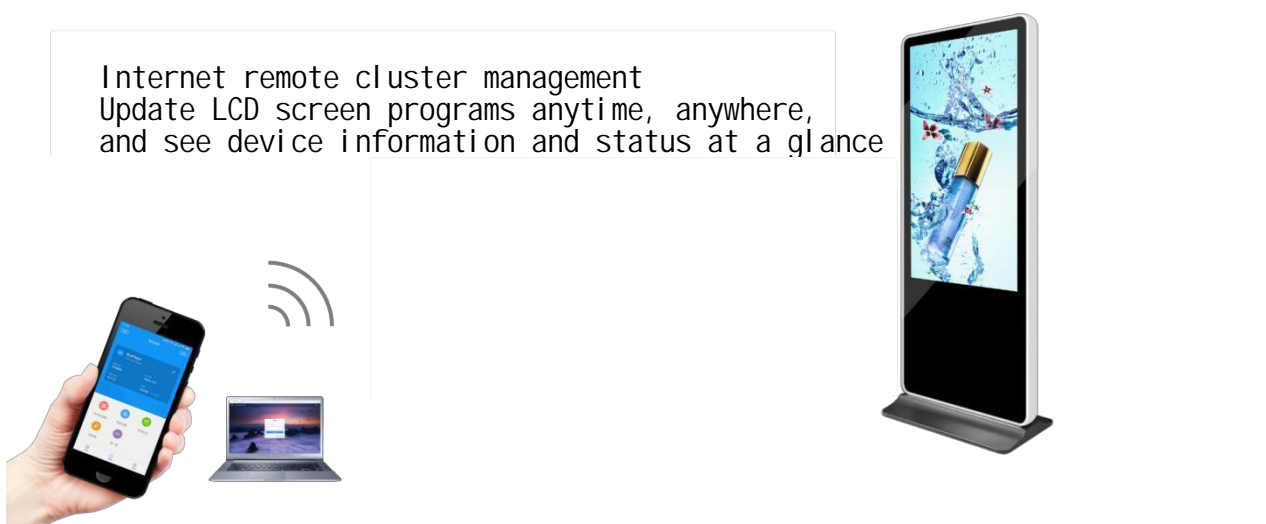 Internet remote cluster management
Update LCD screen programs anytime, anywhere,
and see device information and status at a glance